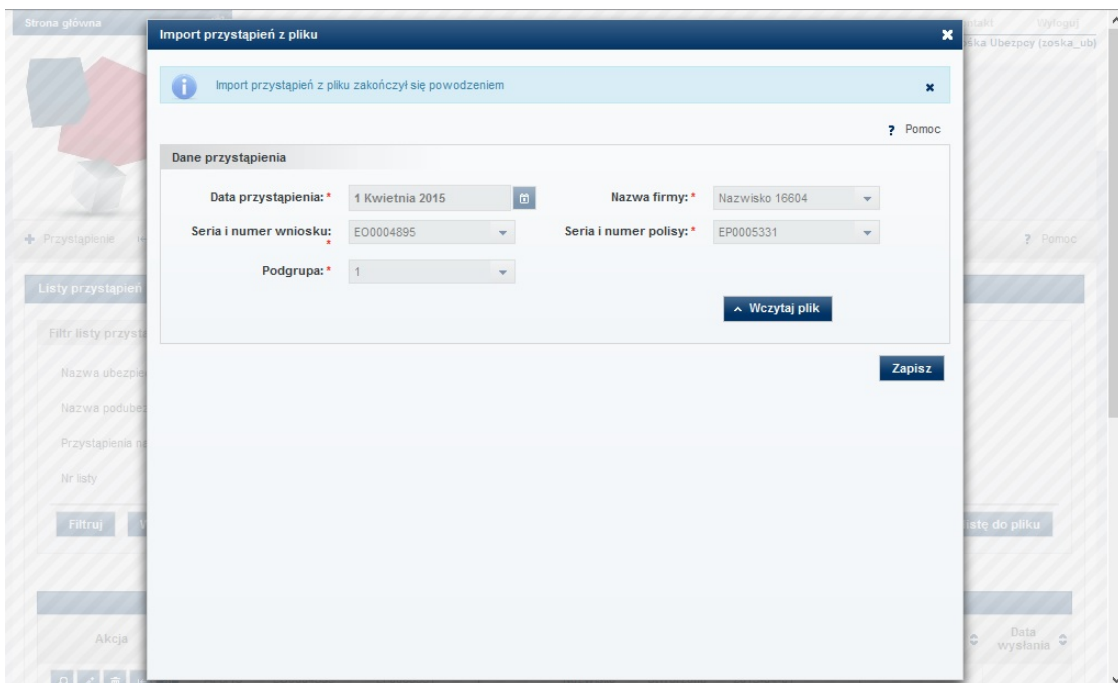 Strona główna
Wyloguj
ska Ubezpcy (zoska_ub)
Import przystąpień z pliku
Import przystąpień z pliku zakończył się powodzeniem
? Pomoc
Dane przystąpienia
Data przystąpienia: * 1 Kwietnia 2015 Nazwa firmy: * Nazwisko 16604
Seria i numer wniosku: * EO0004895 Seria i numer polisy: * EP0005331
Podgrupa: * 1
Wczytaj plik
Zapisz
+ Przystąpienie
? Pomoc
Listy przystąpień
Filtr listy przysta
Nazwa ubezpie
Nazwa podubez
Przystąpienia na
Nr listy
Filtruj W
istę do pliku
Akcja
Data
wysłania